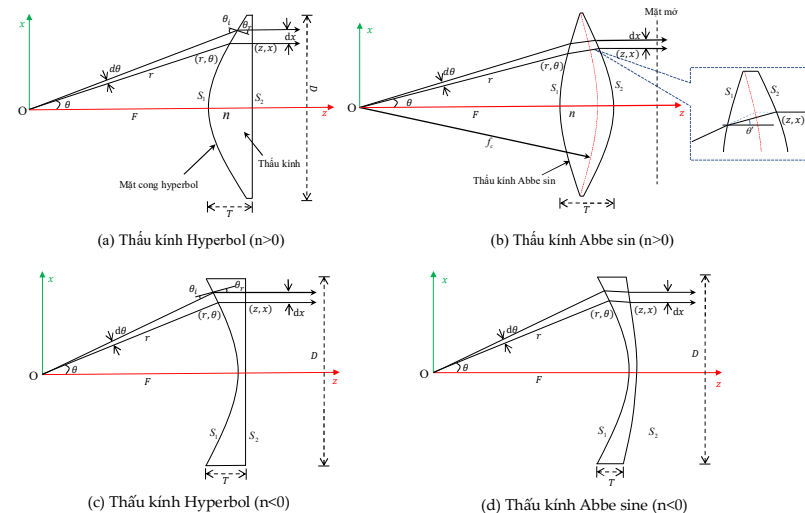 x
θᵢ
θᵣ
dx
(z, x)
dθ
r
(r, θ)
O
θ
F
S₁
n
S₂
z
D
Mặt cong hyperbol
Thấu kính
T
(a) Thấu kính Hyperbol (n>0)
Mặt mở
x
dx
(z, x)
dθ
r
(r, θ)
O
θ
F
S₁
n
S₂
z
f_c
Thấu kính Abbe sin
T
S₁
S₂
(z, x)
θ'
(b) Thấu kính Abbe sin (n>0)
x
θᵢ
θᵣ
dx
(z, x)
dθ
r
(r, θ)
O
θ
F
z
D
S₁
S₂
T
(c) Thấu kính Hyperbol (n<0)
x
(z, x)
dx
dθ
r
(r, θ)
O
θ
F
z
D
S₁
S₂
T
(d) Thấu kính Abbe sine (n<0)